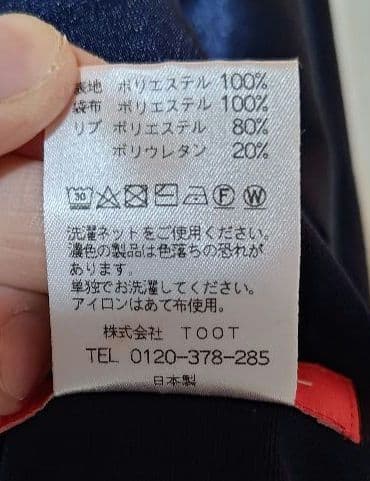 表地 ポリエステル 100%
袋布 ポリエステル 100%
リブ ポリエステル 80%
ポリウレタン 20%
30 F W
洗濯ネットをご使用ください。
濃色の製品は色落ちの恐れが
あります。
単独でお洗濯してください。
アイロンはあて布使用。
株式会社 TOOT
TEL 0120-378-285
日本製